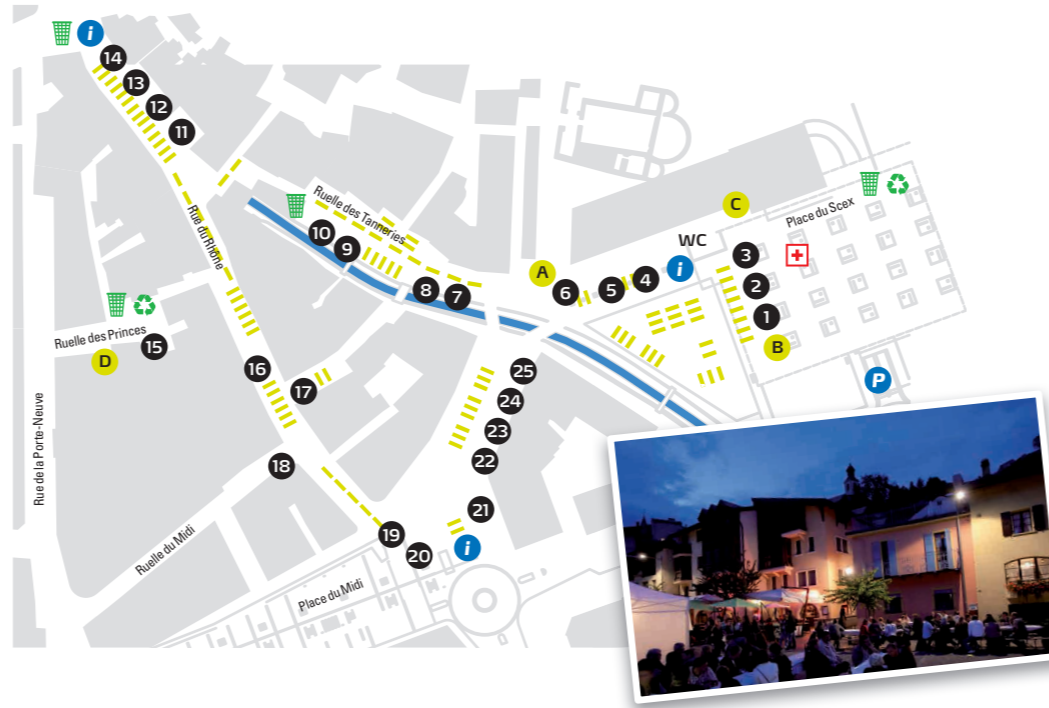 i
14
13
12
11
Rue du Rhône
Ruelle des Tanneries
10
9
8
7
A
6
5
4
i
WC
C
Place du Scex
3
2
1
B
P
Ruelle des Princes
D
15
16
17
18
Rue de la Porte-Neuve
Ruelle du Midi
Place du Midi
19
20
i
21
22
23
24
25